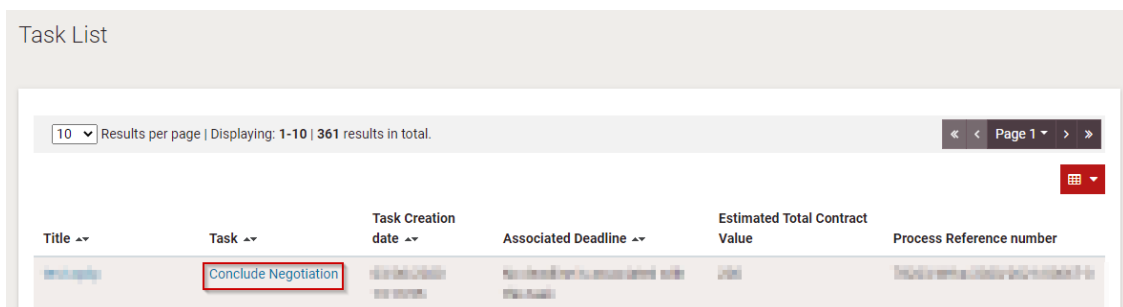 Task List
10 Results per page | Displaying: 1-10 | 361 results in total.
« < Page 1 > »
Title Task Task Creation date Associated Deadline Estimated Total Contract Value Process Reference number
Conclude Negotiation